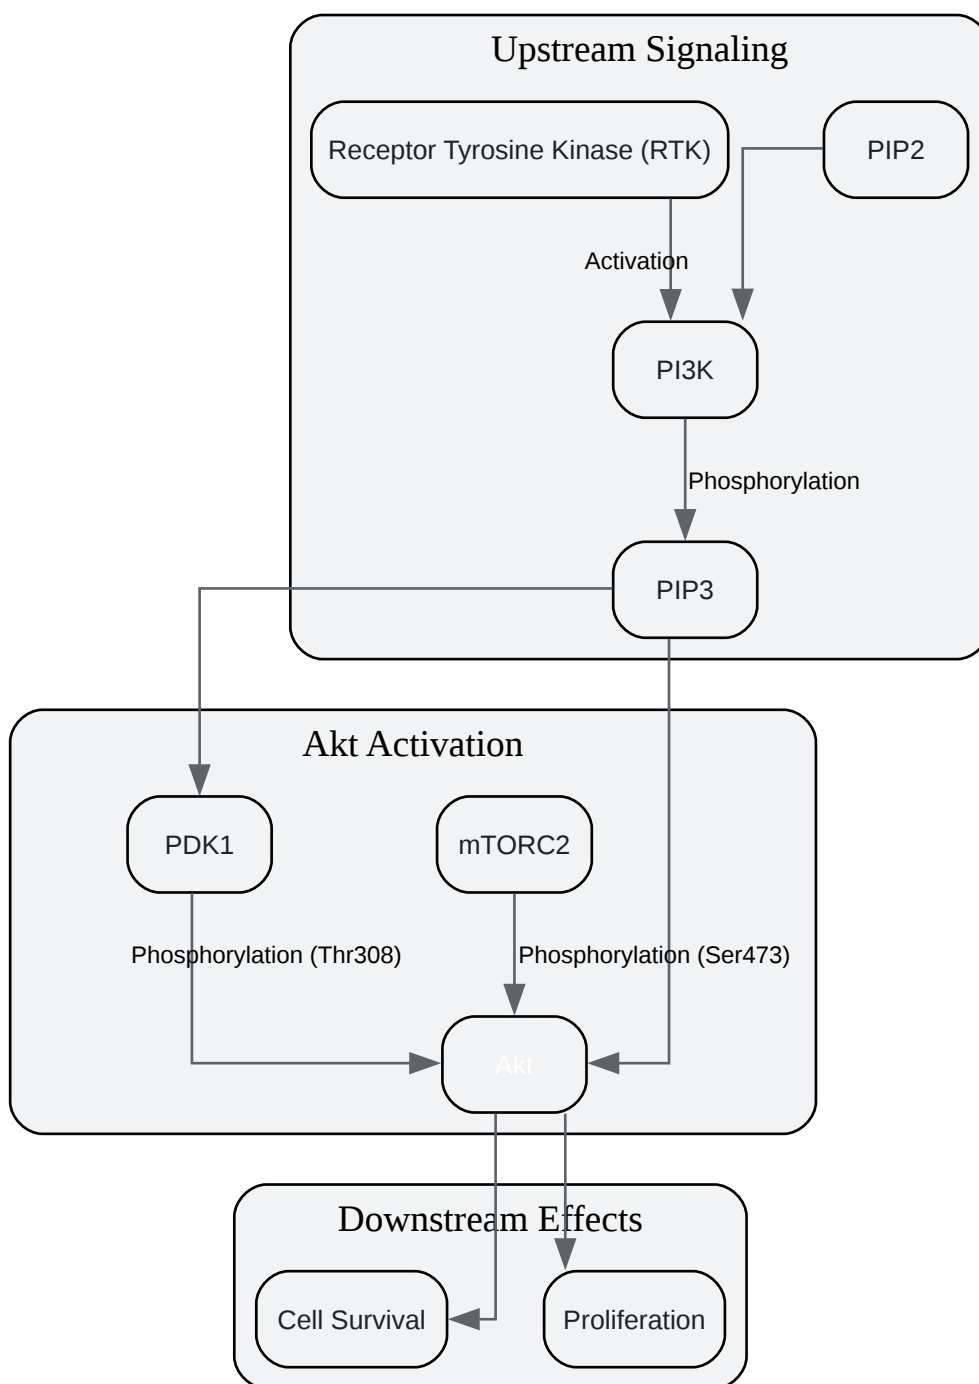 Upstream Signaling
Receptor Tyrosine Kinase (RTK)
PIP2
Activation
PI3K
Phosphorylation
PIP3
Akt Activation
PDK1
mTORC2
Phosphorylation (Thr308)
Phosphorylation (Ser473)
Akt
Downstream Effects
Cell Survival
Proliferation